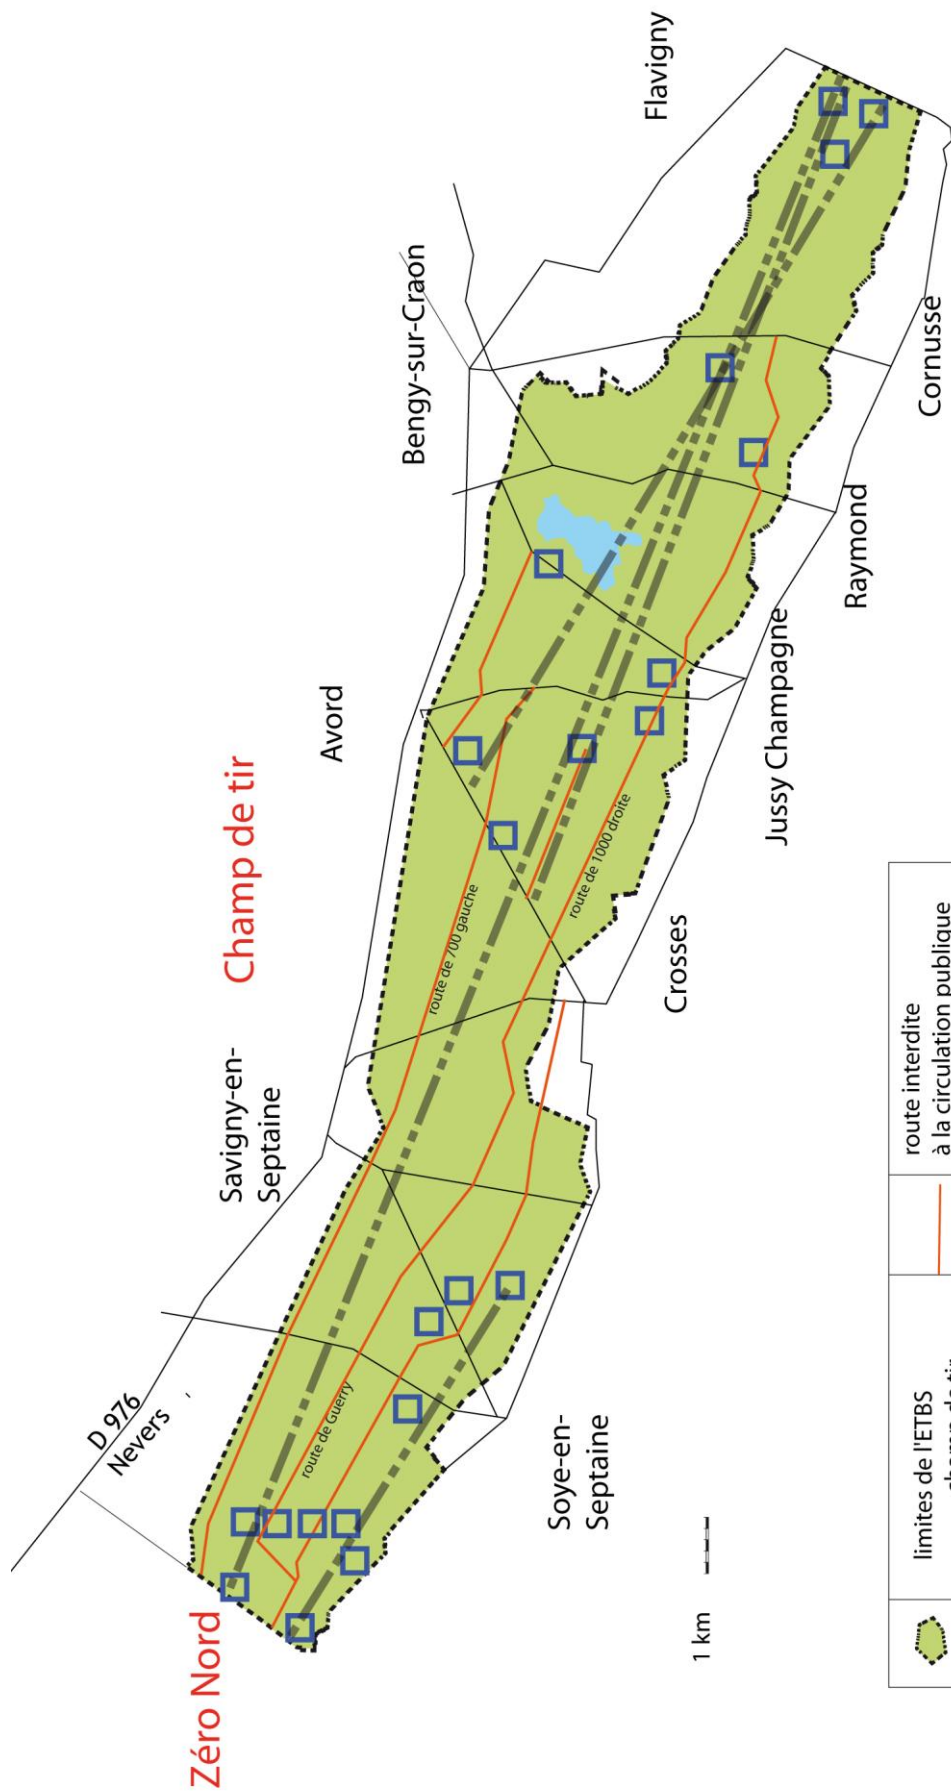 Zéro Nord
Champ de tir
D 976
Nevers
Savigny-en-
Septaine
Avord
Bengy-sur-Craon
Flavigny
route de 700 gauche
route de Guerry
route de 1000 droite
Soye-en-
Septaine
Crosses
Jussy Champagne
Raymond
Cornusse
1 km
limites de l'ETBS
champ de tir
route interdite
à la circulation publique